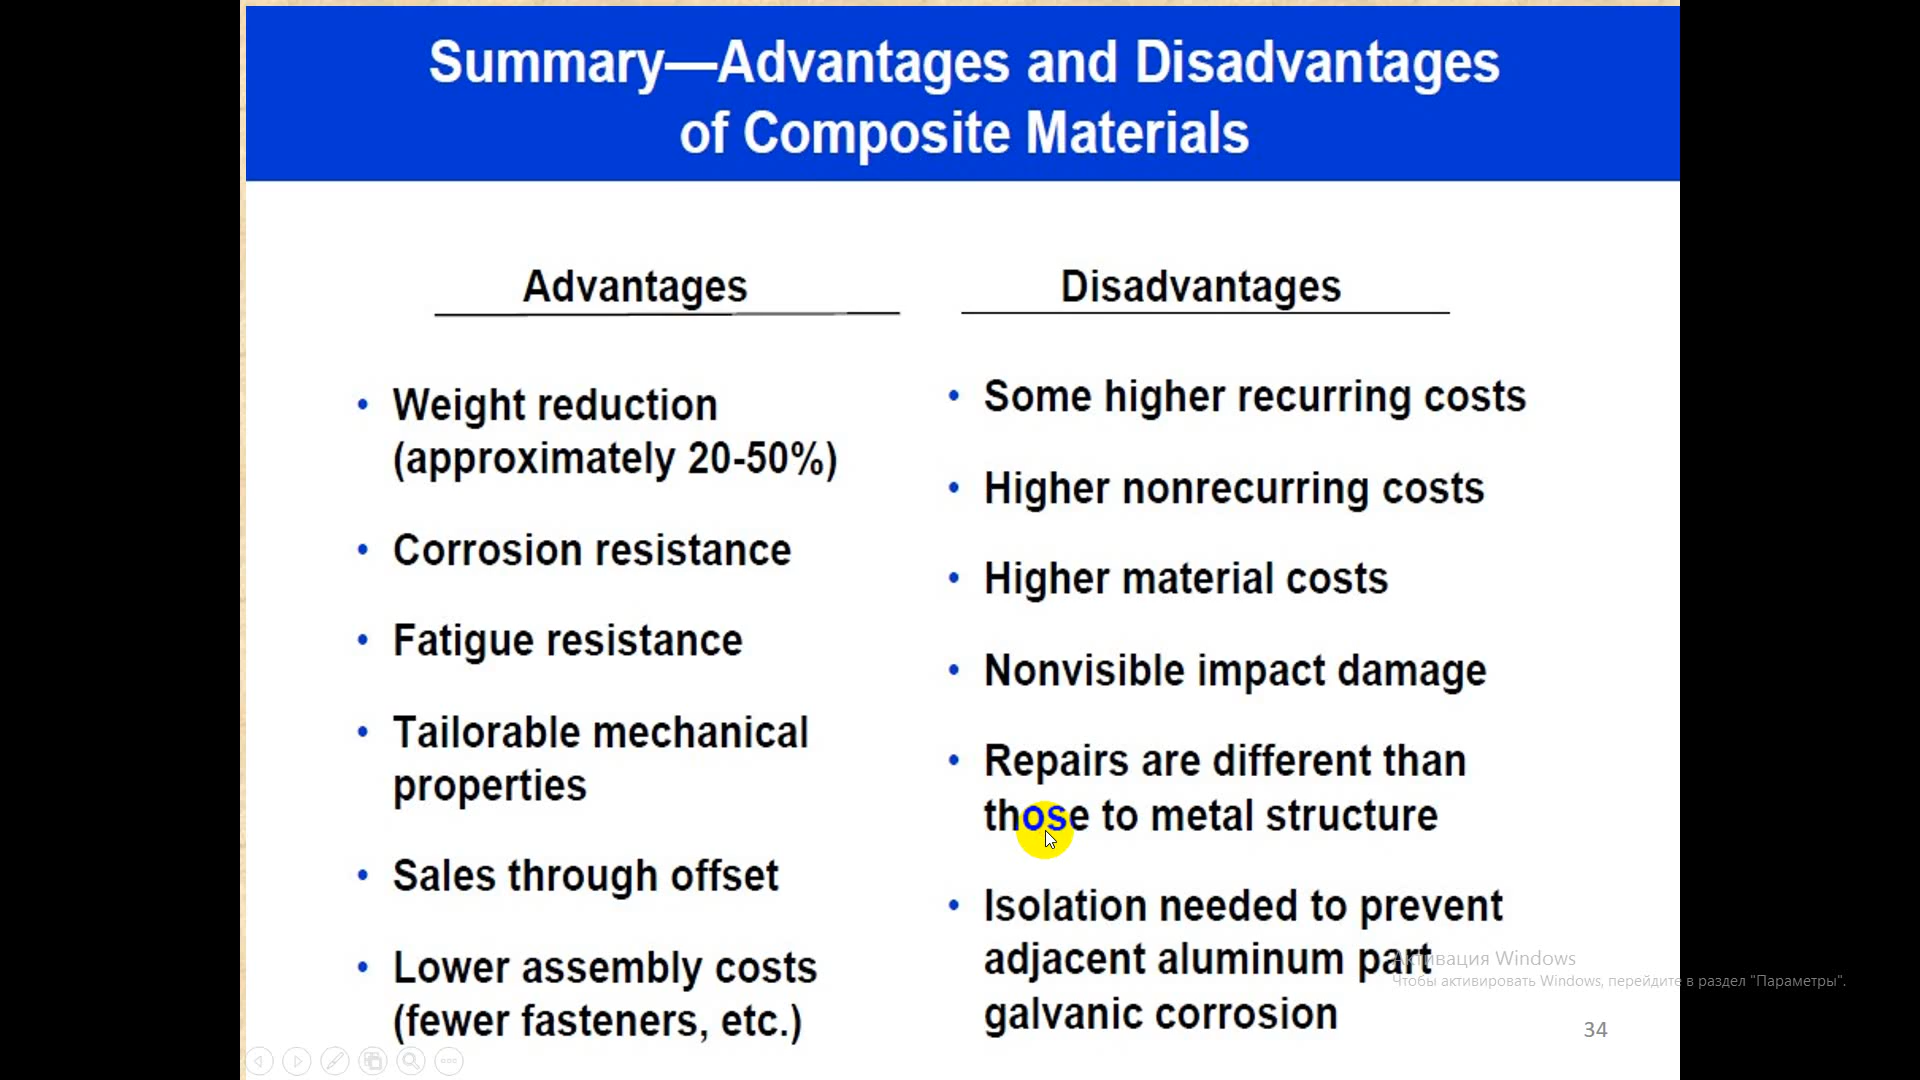 Summary—Advantages and Disadvantages
of Composite Materials
Advantages
• Weight reduction
(approximately 20-50%)
• Corrosion resistance
• Fatigue resistance
• Tailorable mechanical
properties
• Sales through offset
• Lower assembly costs
(fewer fasteners, etc.)
Disadvantages
• Some higher recurring costs
• Higher nonrecurring costs
• Higher material costs
• Nonvisible impact damage
• Repairs are different than
those to metal structure
• Isolation needed to prevent
adjacent aluminum part
galvanic corrosion
Активация Windows
Чтобы активировать Windows, перейдите в раздел "Параметры".
34